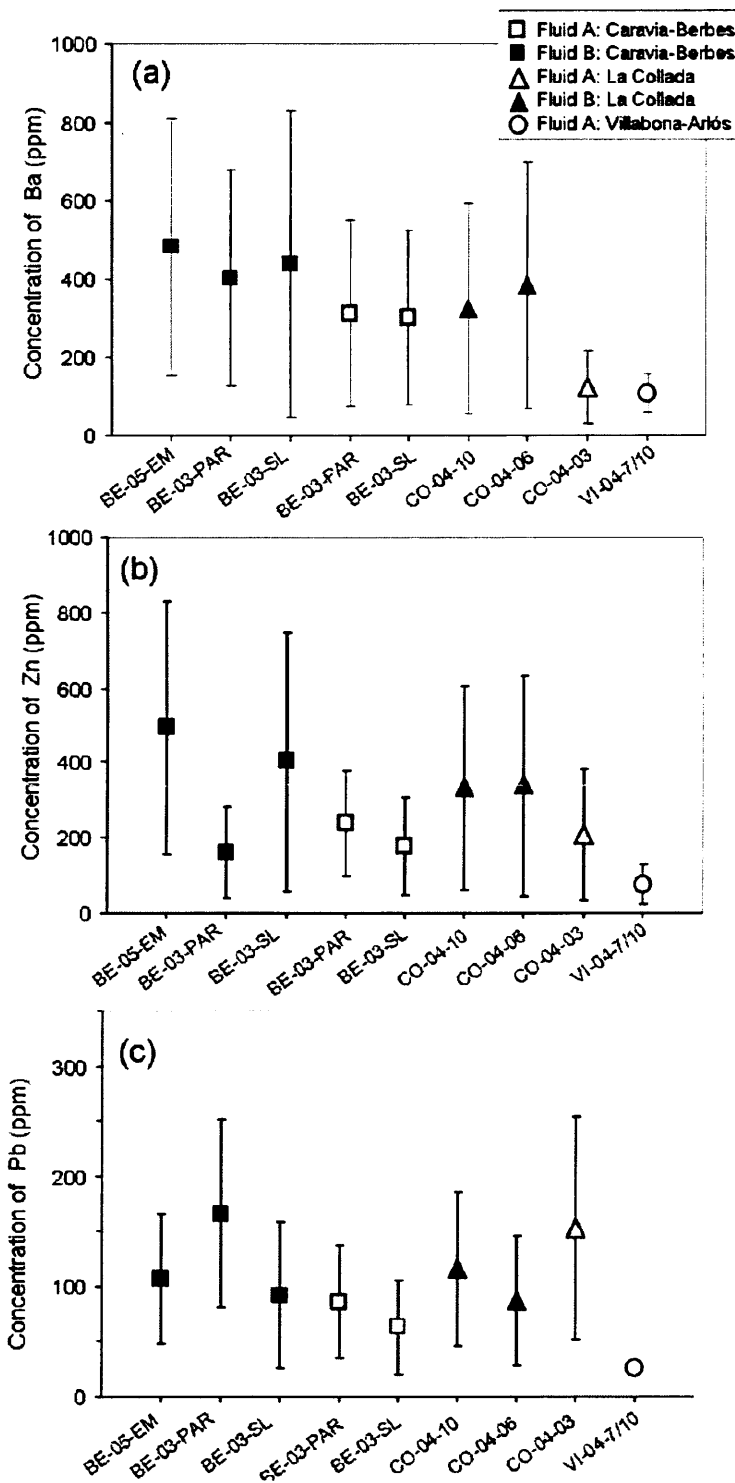 Fluid A: Caravia-Berbes
Fluid B: Caravia-Berbes
Fluid A: La Collada
Fluid B: La Collada
Fluid A: Villabona-Arlós
(a)
Concentration of Ba (ppm)
1000
800
600
400
200
0
BE-05-EM
BE-03-PAR
BE-03-SL
BE-03-PAR
BE-03-SL
CO-04-10
CO-04-06
CO-04-03
VI-04-7/10
(b)
Concentration of Zn (ppm)
1000
800
600
400
200
0
BE-05-EM
BE-03-PAR
BE-03-SL
BE-03-PAR
BE-03-SL
CO-04-10
CO-04-06
CO-04-03
VI-04-7/10
(c)
Concentration of Pb (ppm)
300
200
100
0
BE-05-EM
BE-03-PAR
BE-03-SL
BE-03-PAR
BE-03-SL
CO-04-10
CO-04-06
CO-04-03
VI-04-7/10